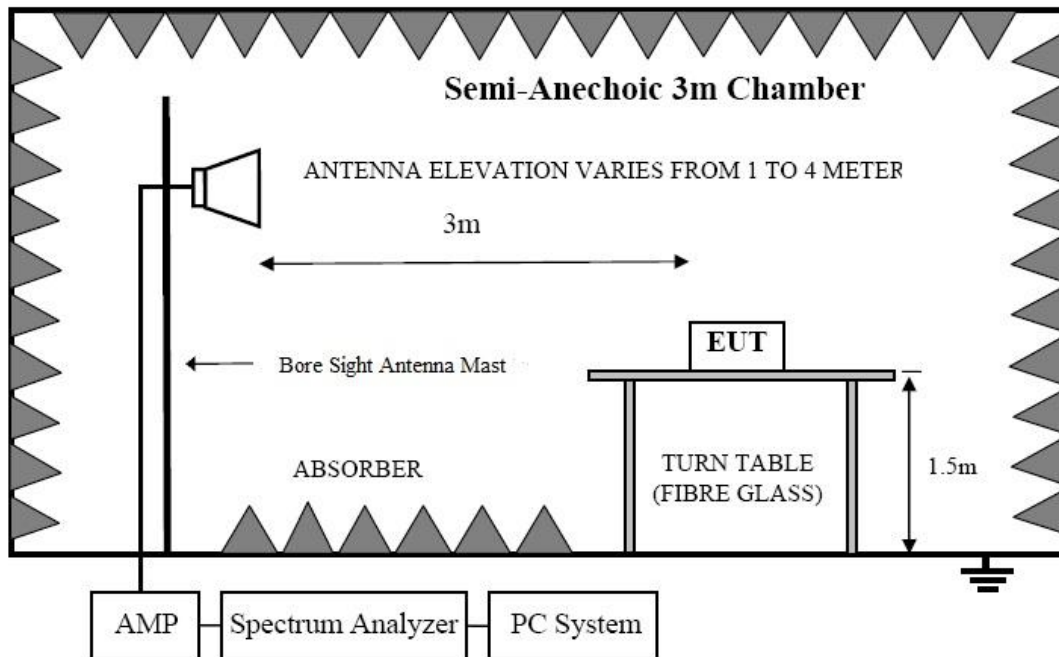 Semi-Anechoic 3m Chamber
ANTENNA ELEVATION VARIES FROM 1 TO 4 METER
3m
EUT
Bore Sight Antenna Mast
ABSORBER
TURN TABLE
(FIBRE GLASS)
1.5m
AMP
Spectrum Analyzer
PC System